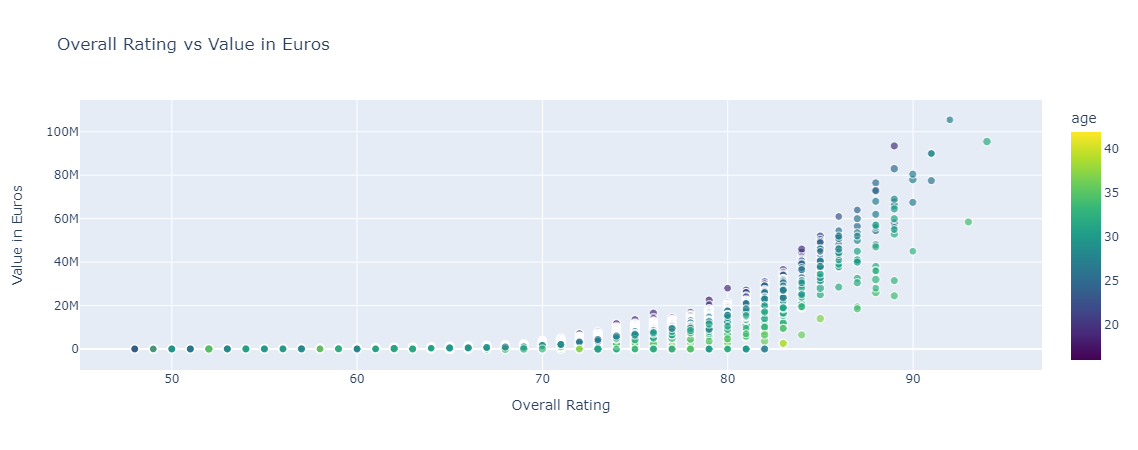 Overall Rating vs Value in Euros
age
100M
80M
60M
40M
20M
0
Value in Euros
50
60
70
80
90
Overall Rating
40
35
30
25
20